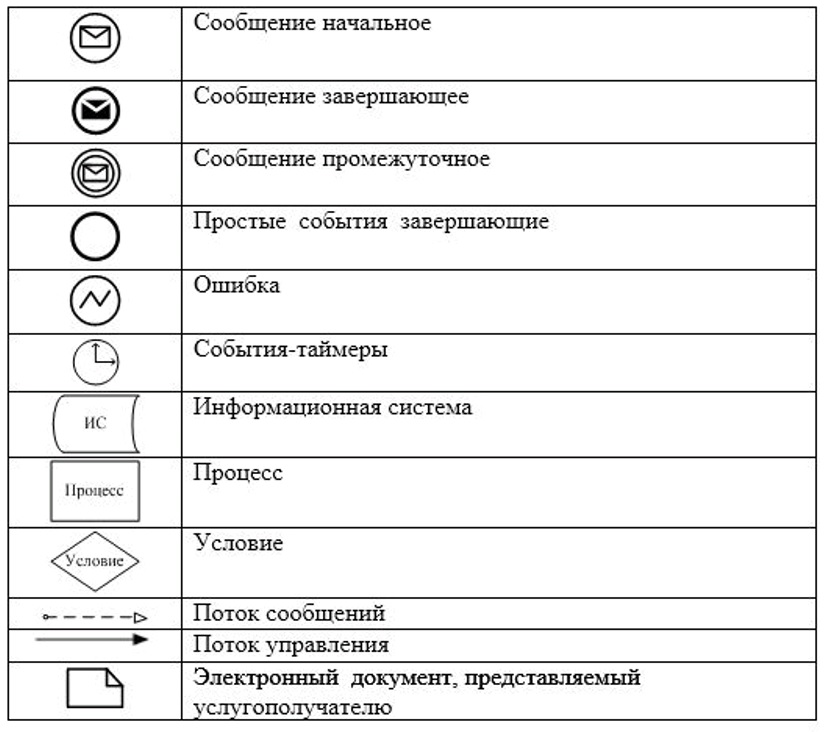 Сообщение начальное
Сообщение завершающее
Сообщение промежуточное
Простые события завершающие
Ошибка
События-таймеры
ИС
Информационная система
Процесс
Процесс
Условие
Условие
Поток сообщений
Поток управления
Электронный документ, представляемый
услугополучателю